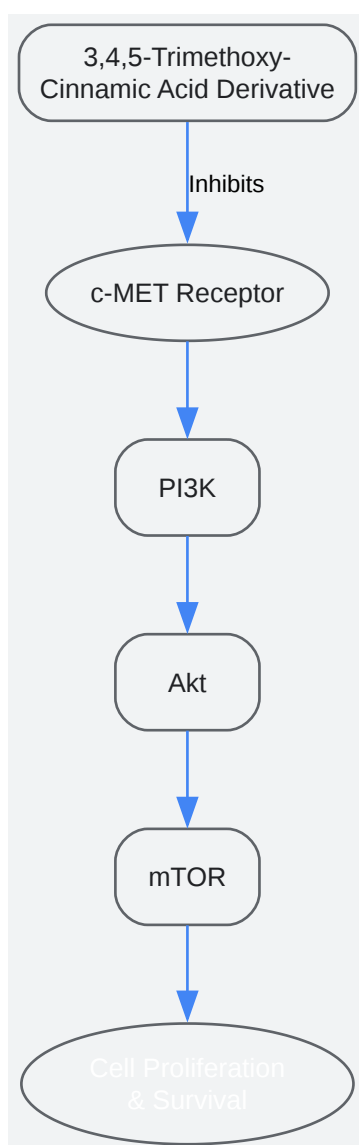 3,4,5-Trimethoxy-
Cinnamic Acid Derivative
Inhibits
c-MET Receptor
PI3K
Akt
mTOR
Cell Proliferation
& Survival